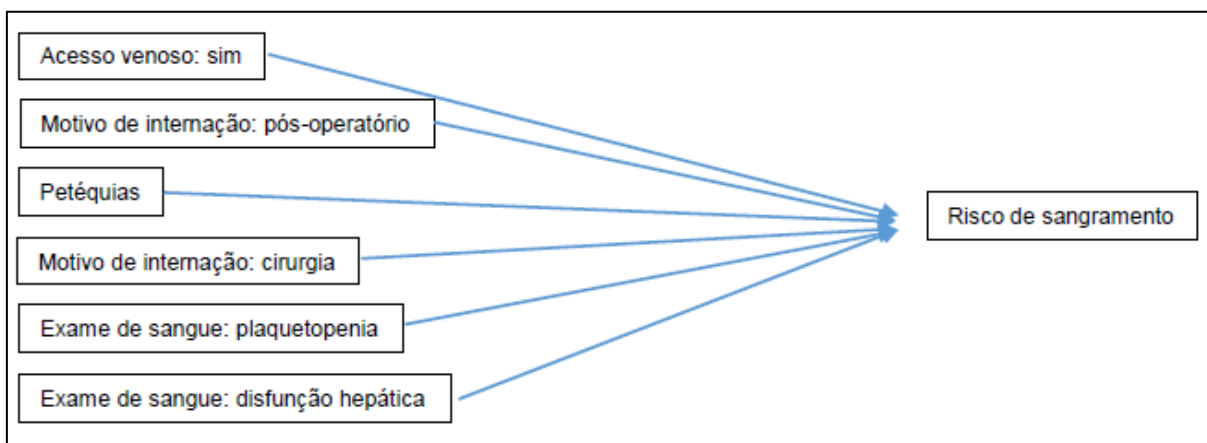 Acesso venoso: sim
Motivo de internação: pós-operatório
Petéquias
Motivo de internação: cirurgia
Exame de sangue: plaquetopenia
Exame de sangue: disfunção hepática
Risco de sangramento